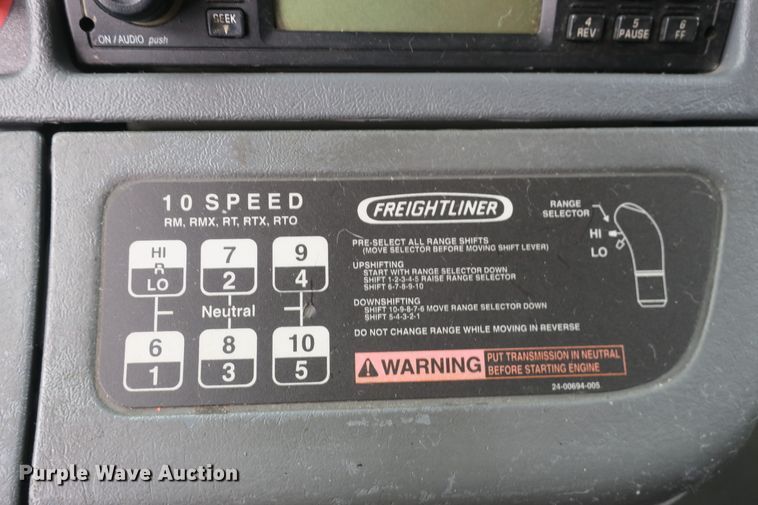 SEEK
ON / AUDIO push
4 REV
5 PAUSE
6 FF
10 SPEED
RM, RMX, RT, RTX, RTO
HI
R
LO
7
2
9
4
Neutral
6
1
8
3
10
5
FREIGHTLINER
RANGE
SELECTOR
HI
LO
PRE-SELECT ALL RANGE SHIFTS
(MOVE SELECTOR BEFORE MOVING SHIFT LEVER)
UPSHIFTING
START WITH RANGE SELECTOR DOWN
SHIFT 1-2-3-4-5 RAISE RANGE SELECTOR
SHIFT 6-7-8-9-10
DOWNSHIFTING
SHIFT 10-9-8-7-6 MOVE RANGE SELECTOR DOWN
SHIFT 5-4-3-2-1
DO NOT CHANGE RANGE WHILE MOVING IN REVERSE
WARNING
PUT TRANSMISSION IN NEUTRAL
BEFORE STARTING ENGINE
24-00694-005
Purple Wave Auction